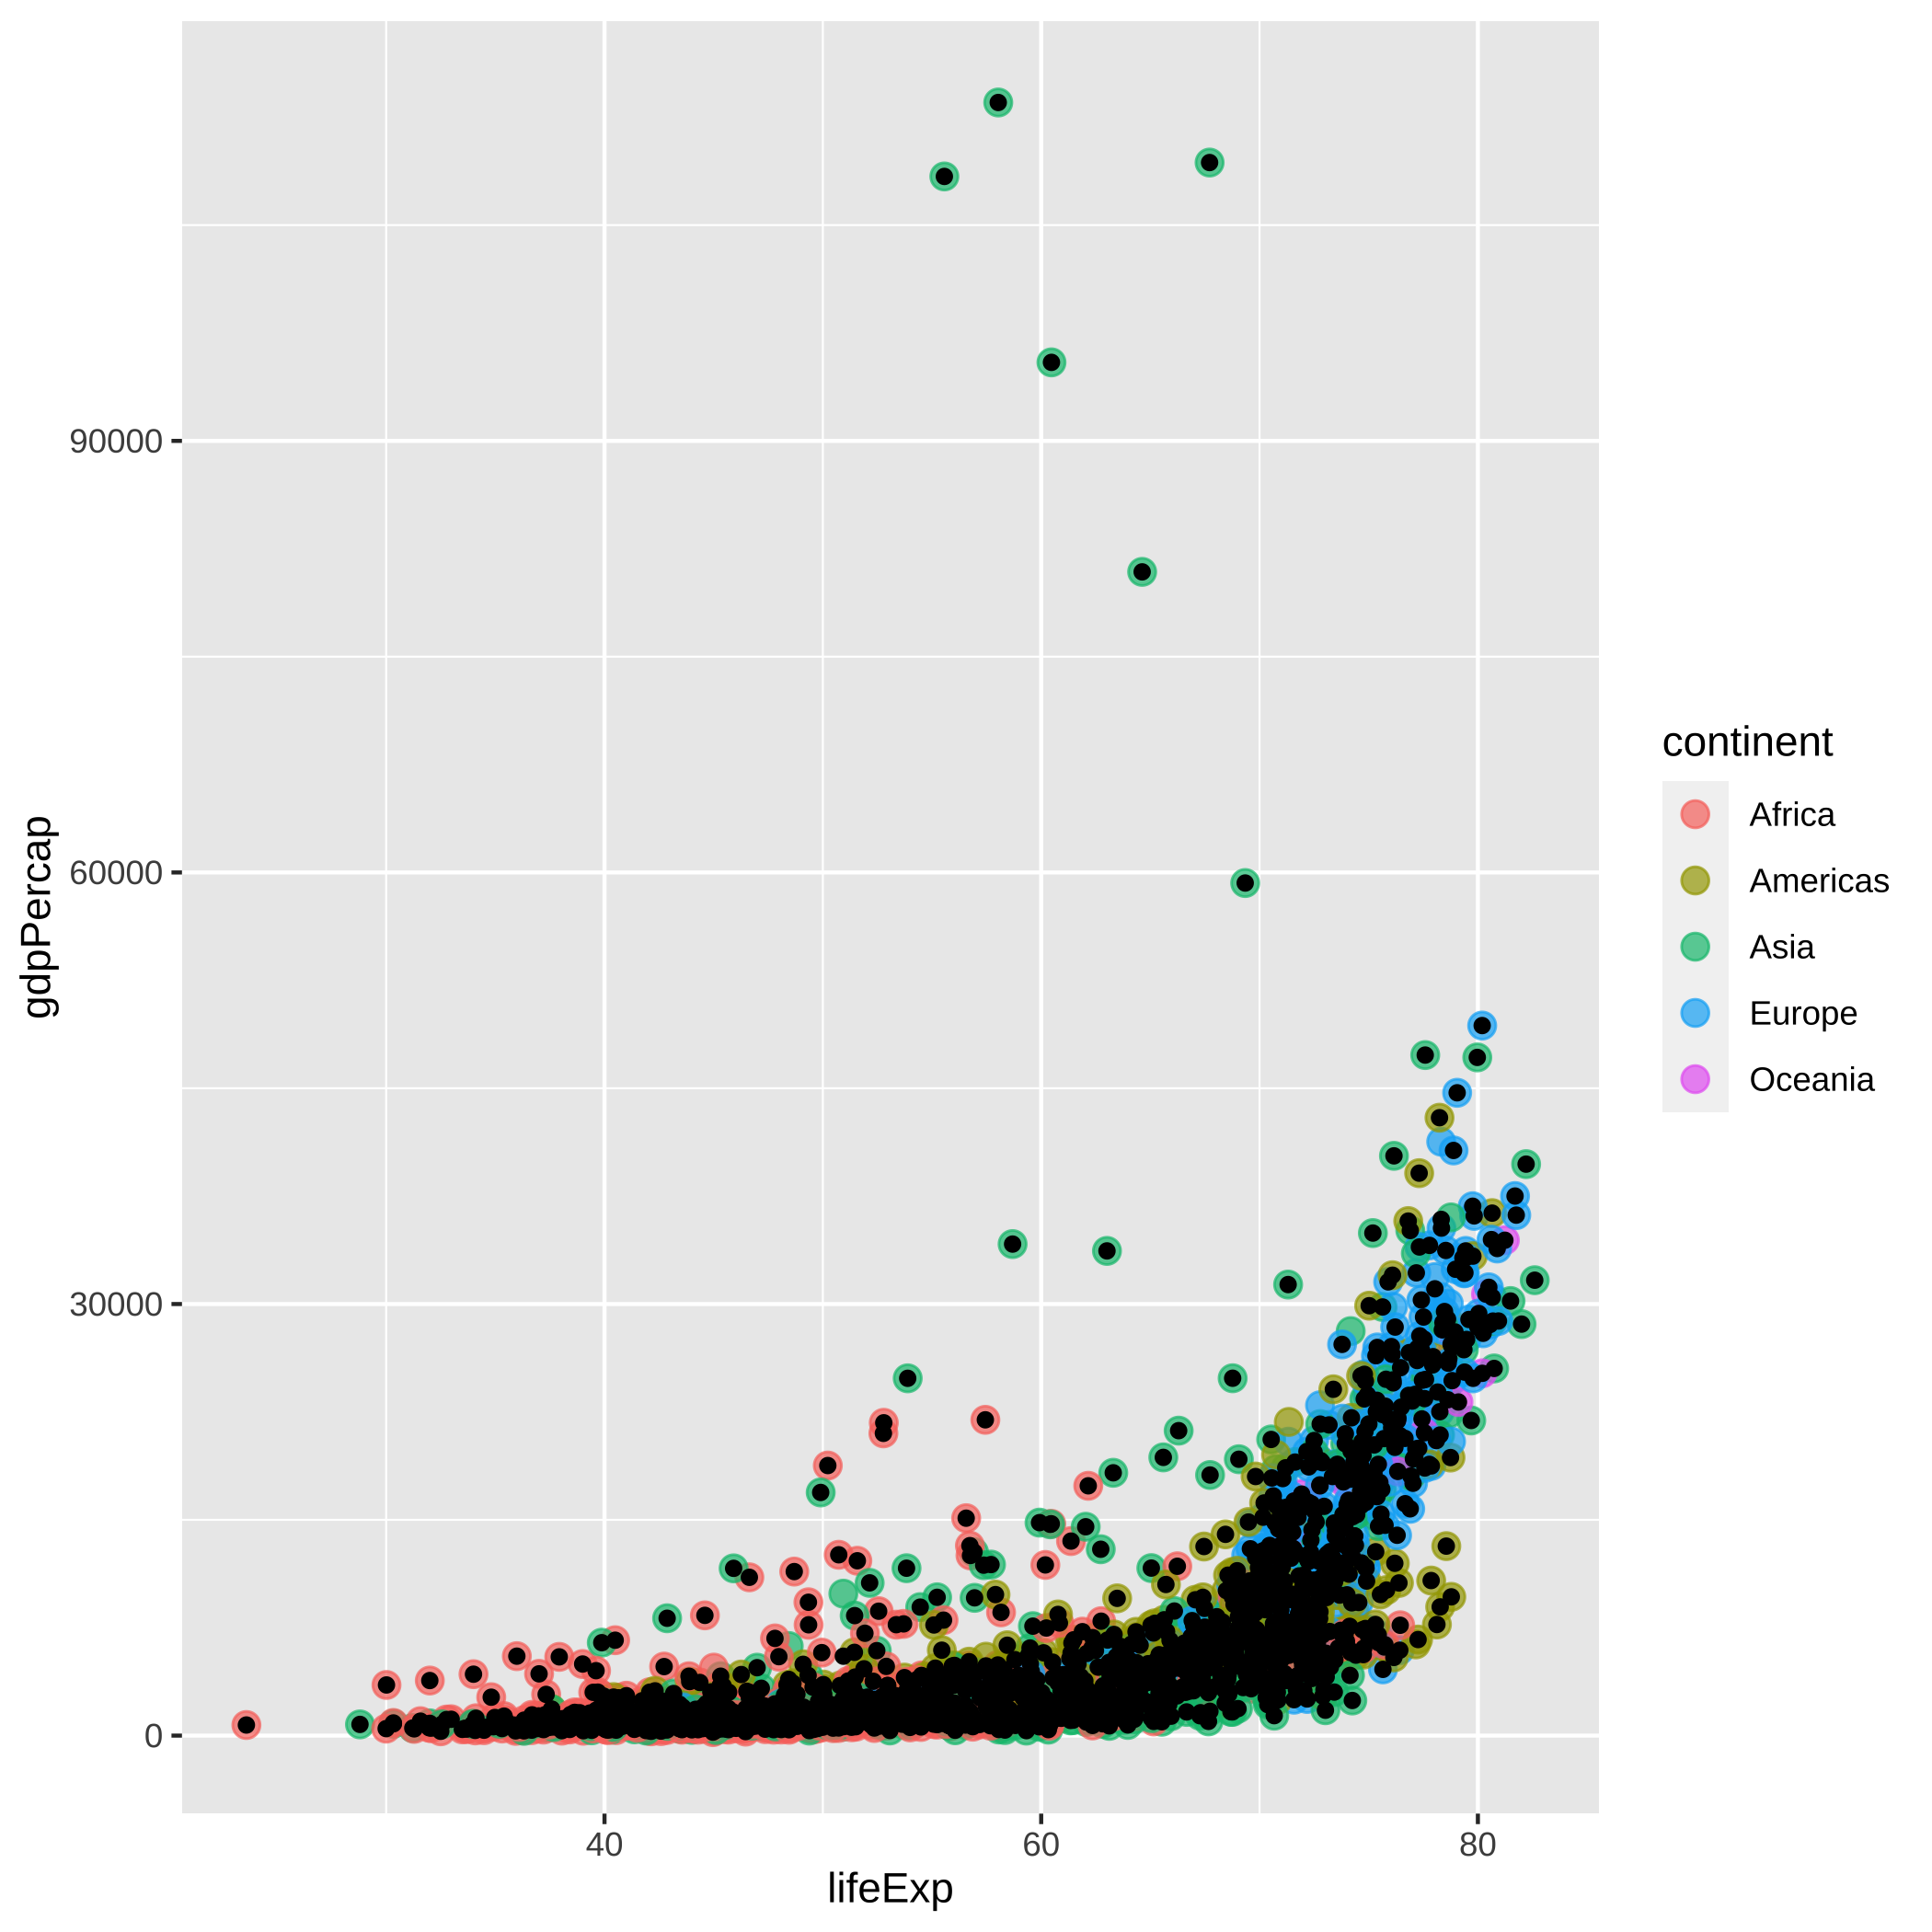 90000
60000
30000
0
gdpPercap
40
60
80
lifeExp
continent
Africa
Americas
Asia
Europe
Oceania